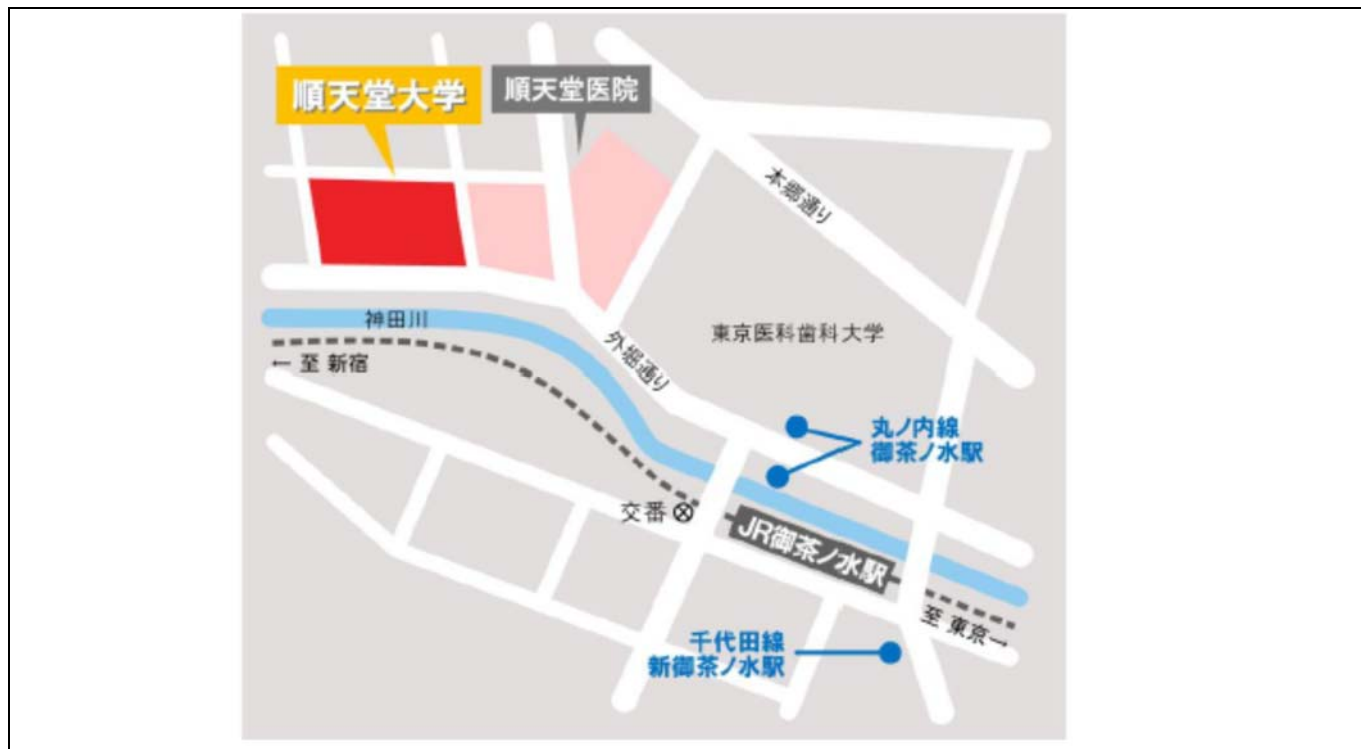 順天堂大学
順天堂医院
本郷通り
神田川
東京医科歯科大学
外堀通り
← 至 新宿
丸ノ内線
御茶ノ水駅
交番
JR御茶ノ水駅
至 東京→
千代田線
新御茶ノ水駅